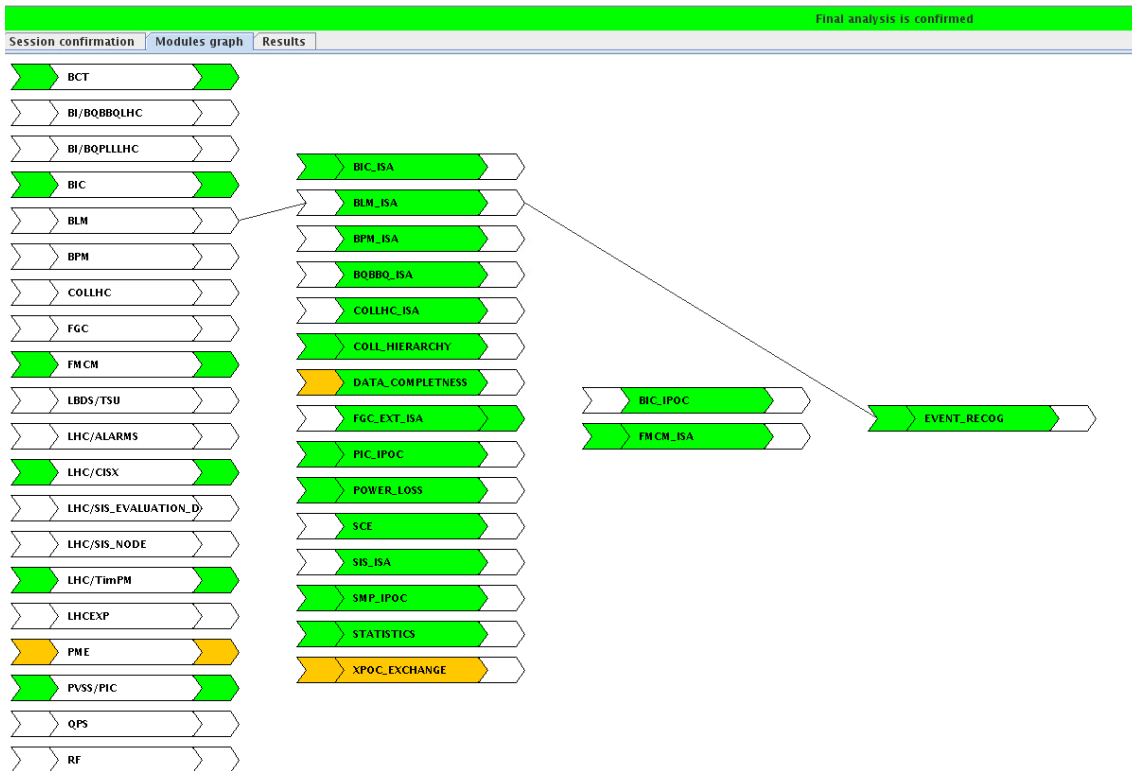 Final analysis is confirmed
Session confirmation Modules graph Results
BCT
BI/BQBBQLHC
BI/BQPLLLHC
BIC
BLM
BPM
COLLHC
FGC
FMCM
LBDS/TSU
LHC/ALARMS
LHC/CISX
LHC/SIS_EVALUATION_D
LHC/SIS_NODE
LHC/TimPM
LHCEXP
PME
PVSS/PIC
QPS
RF
BIC_ISA
BLM_ISA
BPM_ISA
BQBBQ_ISA
COLLHC_ISA
COLL_HIERARCHY
DATA_COMPLETNESS
FGC_EXT_ISA
PIC_IPOC
POWER_LOSS
SCE
SIS_ISA
SMP_IPOC
STATISTICS
XPOC_EXCHANGE
BIC_IPOC
FMCM_ISA
EVENT_RECOG